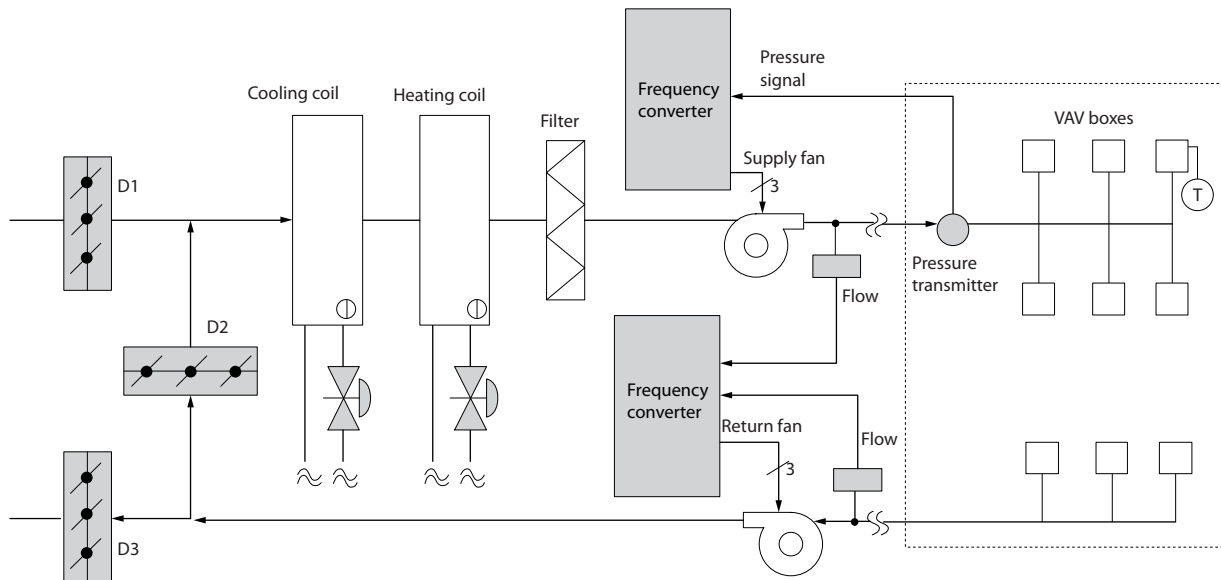 Cooling coil
Heating coil
Filter
Frequency
converter
Pressure
signal
VAV boxes
Supply fan
3
D1
T
Pressure
transmitter
Flow
D2
Frequency
converter
Return fan
3
Flow
D3